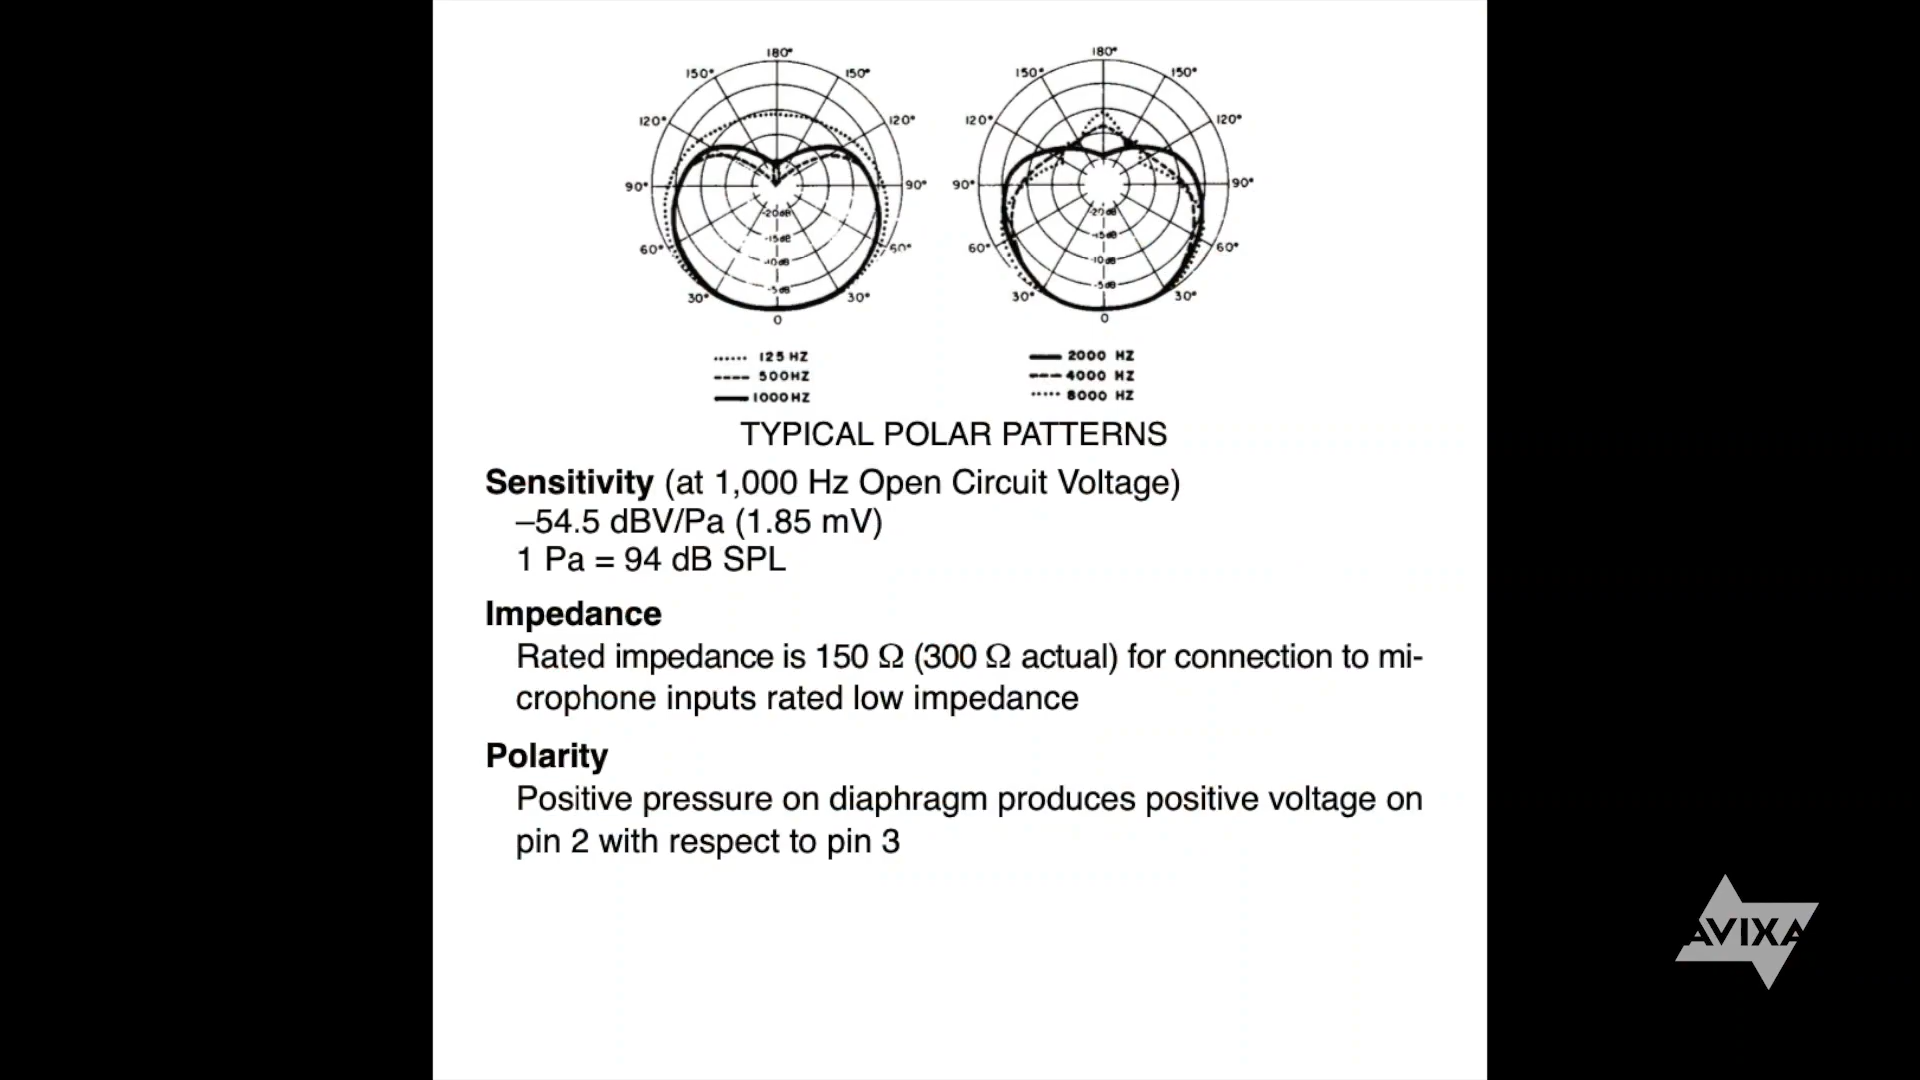 180° 180°
150° 150° 150° 150°
120° 120° 120° 120°
90° 90° 90° 90°
-20dB -20dB
-15dB -15dB
60° 60° 60° 60°
-10dB -10dB
-5dB -5dB
30° 30° 30° 30°
0 0
125 HZ 2000 HZ
500HZ 4000 HZ
1000HZ 8000 HZ
TYPICAL POLAR PATTERNS
Sensitivity (at 1,000 Hz Open Circuit Voltage)
–54.5 dBV/Pa (1.85 mV)
1 Pa = 94 dB SPL
Impedance
Rated impedance is 150 Ω (300 Ω actual) for connection to mi-
crophone inputs rated low impedance
Polarity
Positive pressure on diaphragm produces positive voltage on
pin 2 with respect to pin 3
AVIXA